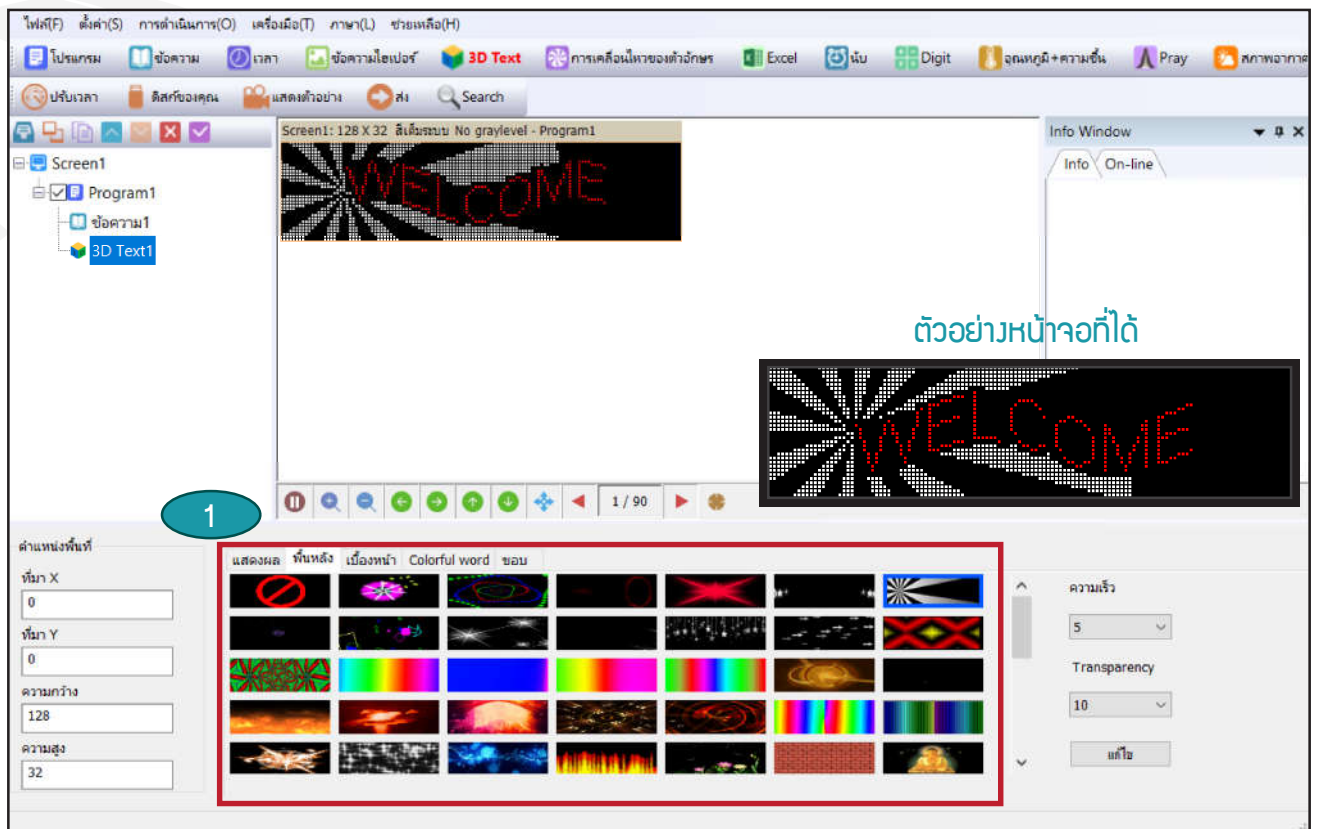 ไฟล์(F) ตั้งค่า(S) การดำเนินการ(O) เครื่องมือ(T) ภาษา(L) ช่วยเหลือ(H)
โปรแกรม ข้อความ เวลา ข้อความไฮเปอร์ 3D Text การเคลื่อนไหวของตัวอักษร Excel นับ Digit อุณหภูมิ+ความชื้น Pray สภาพอากาศ
ปรับเวลา ดิสก์ของคุณ แสดงตัวอย่าง ส่ง Search
Screen1: 128 X 32 สีเต็มระบบ No graylevel - Program1
WELCOME
Info Window
Info On-line
Screen1
Program1
ข้อความ1
3D Text1
ตัวอย่างหน้าจอที่ได้
WELCOME
1 / 90
1
ตำแหน่งพื้นที่
ที่มา X
0
ที่มา Y
0
ความกว้าง
128
ความสูง
32
แสดงผล พื้นหลัง เบื้องหน้า Colorful word ขอบ
ความเร็ว
5
Transparency
10
แก้ไข